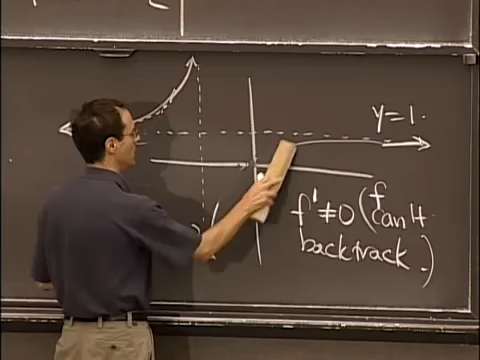 y=1.
f' ≠ 0 (f
can't
backtrack.)